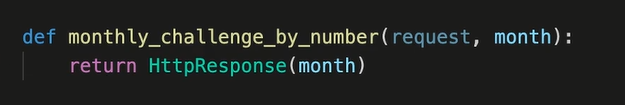 def monthly_challenge_by_number(request, month):
    return HttpResponse(month)